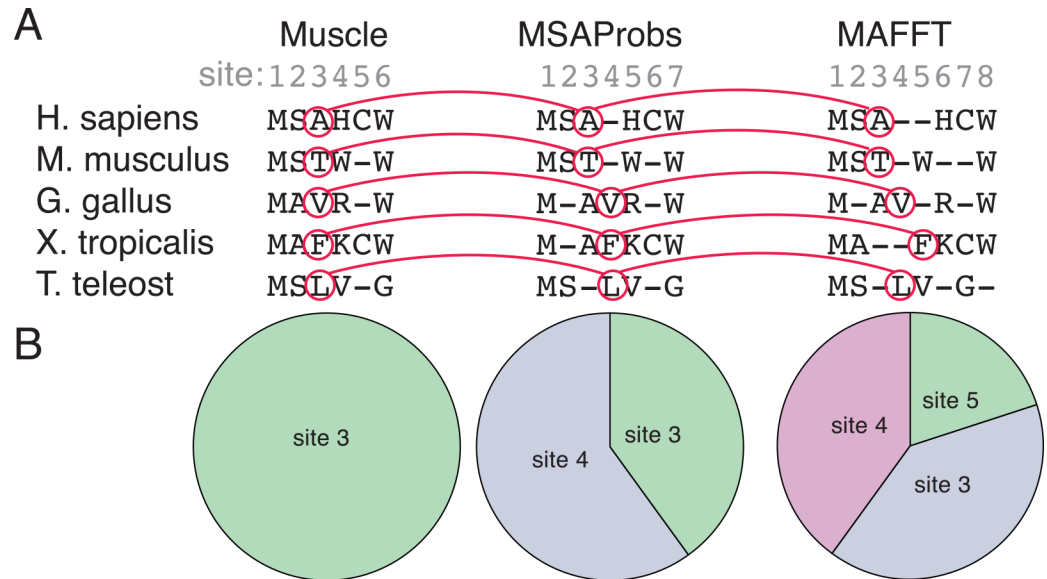 A
Muscle MSAProbs MAFFT
site:123456 1234567 12345678
H. sapiens MSAHCW MSA-HCW MSA--HCW
M. musculus MSTW-W MST-W-W MST-W--W
G. gallus MAVR-W M-AVR-W M-AV-R-W
X. tropicalis MAFKCW M-AFKCW MA--FKCW
T. teleost MSLV-G MS-LV-G MS-LV-G-
B
site 3 site 4 site 3 site 4 site 5 site 3